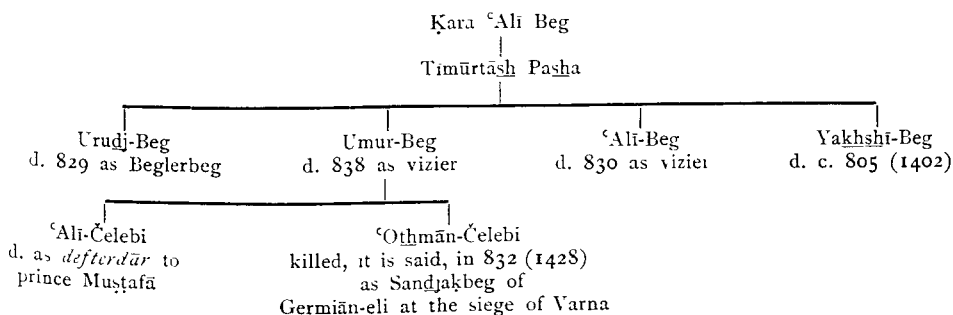 Ḳara ʿAlī Beg
Tīmūrtāsh Pasha
Urudj-Beg
d. 829 as Beglerbeg
Umur-Beg
d. 838 as vizier
ʿAlī-Beg
d. 830 as vizier
Yakhshī-Beg
d. c. 805 (1402)
ʿAlī-Čelebi
d. as defterdār to
prince Muṣṭafā
ʿOthmān-Čelebi
killed, it is said, in 832 (1428)
as Sandjaḳbeg of
Germiān-eli at the siege of Varna